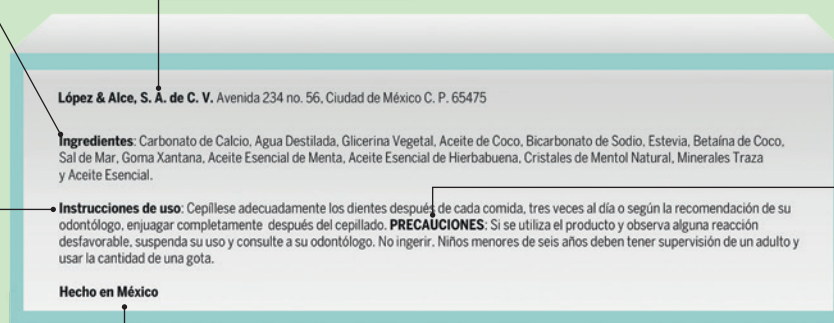 López & Alce, S. A. de C. V. Avenida 234 no. 56, Ciudad de México C. P. 65475
Ingredientes: Carbonato de Calcio, Agua Destilada, Glicerina Vegetal, Aceite de Coco, Bicarbonato de Sodio, Estevia, Betaína de Coco,
Sal de Mar, Goma Xantana, Aceite Esencial de Menta, Aceite Esencial de Hierbabuena, Cristales de Mentol Natural, Minerales Traza
y Aceite Esencial.
Instrucciones de uso: Cepíllese adecuadamente los dientes después de cada comida, tres veces al día o según la recomendación de su
odontólogo, enjuagar completamente después del cepillado. PRECAUCIONES: Si se utiliza el producto y observa alguna reacción
desfavorable, suspenda su uso y consulte a su odontólogo. No ingerir. Niños menores de seis años deben tener supervisión de un adulto y
usar la cantidad de una gota.
Hecho en México